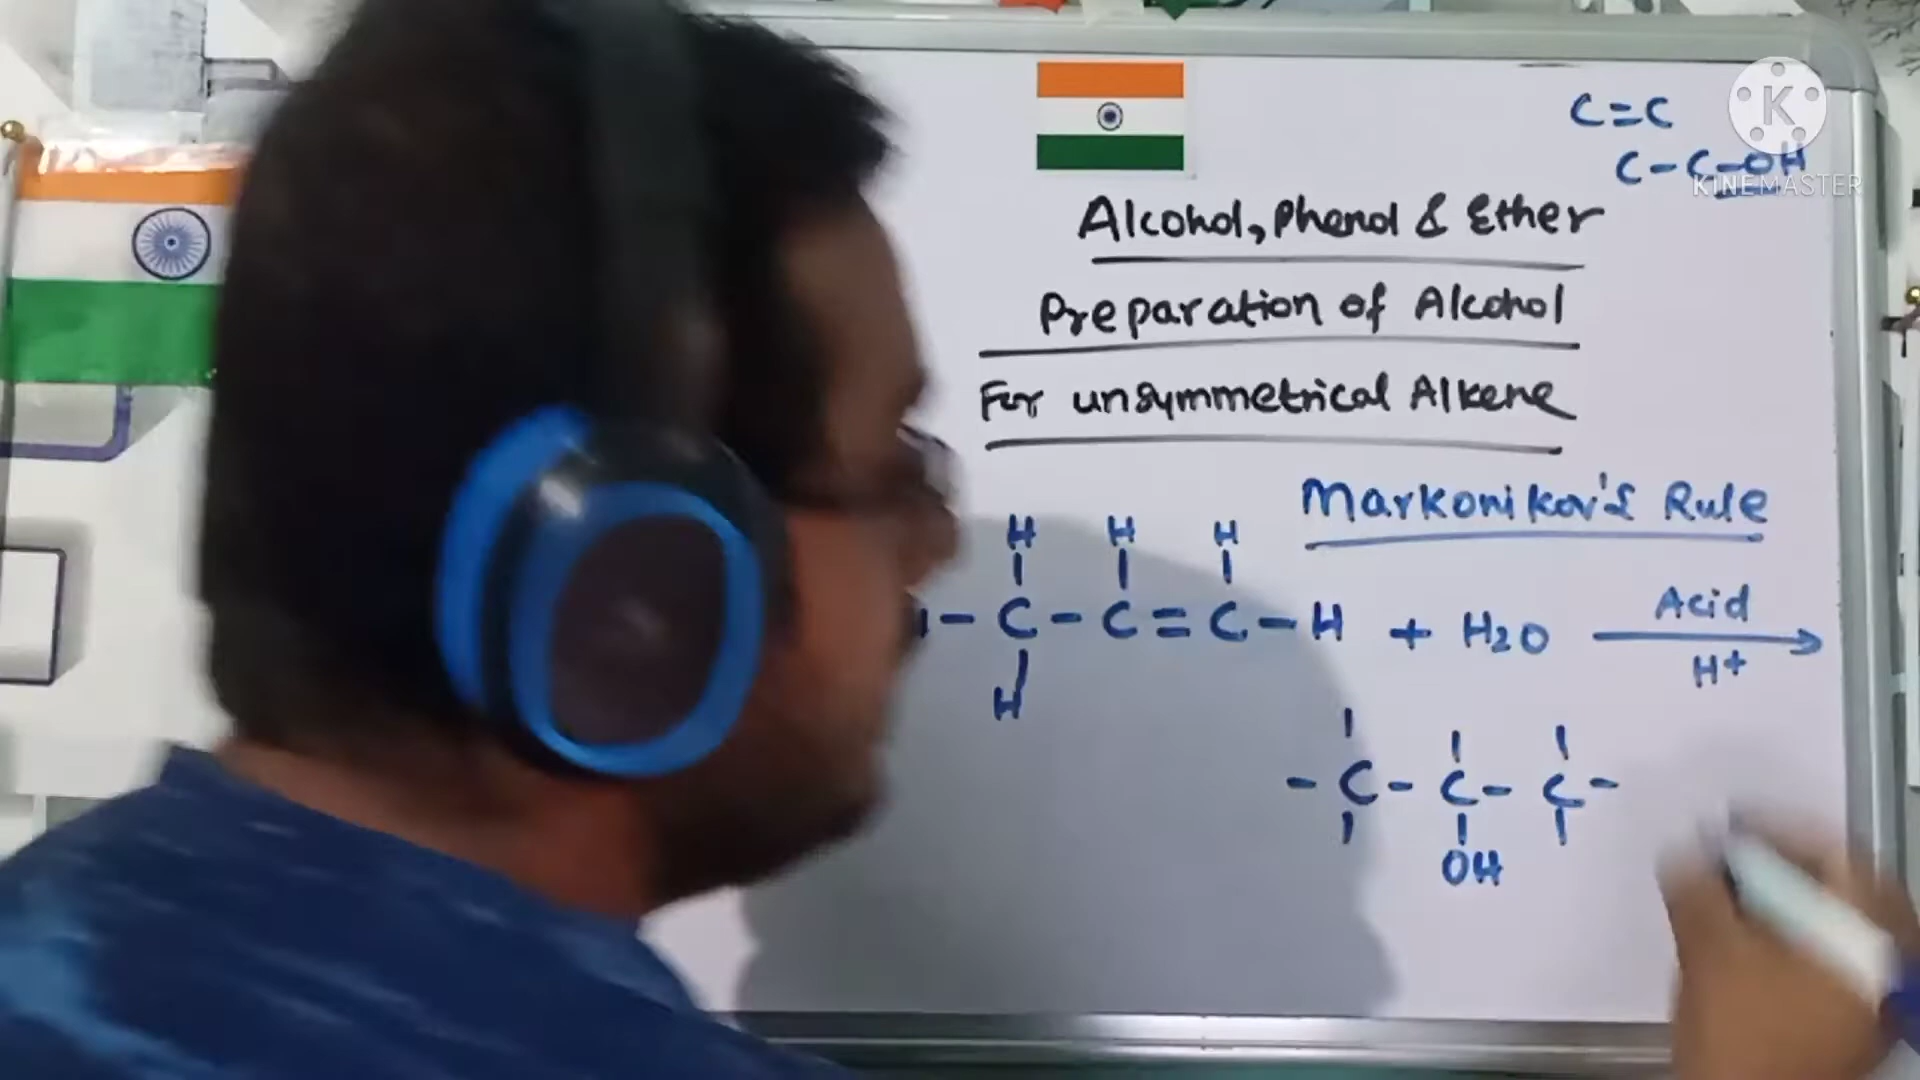 C=C
K
C-C-OH
KINEMASTER
Alcohol, Phenol & Ether
Preparation of Alcohol
For unsymmetrical Alkene
Markonikov's Rule
H H H
- C - C = C - H + H2O Acid
H+
H
- C - C - C -
OH